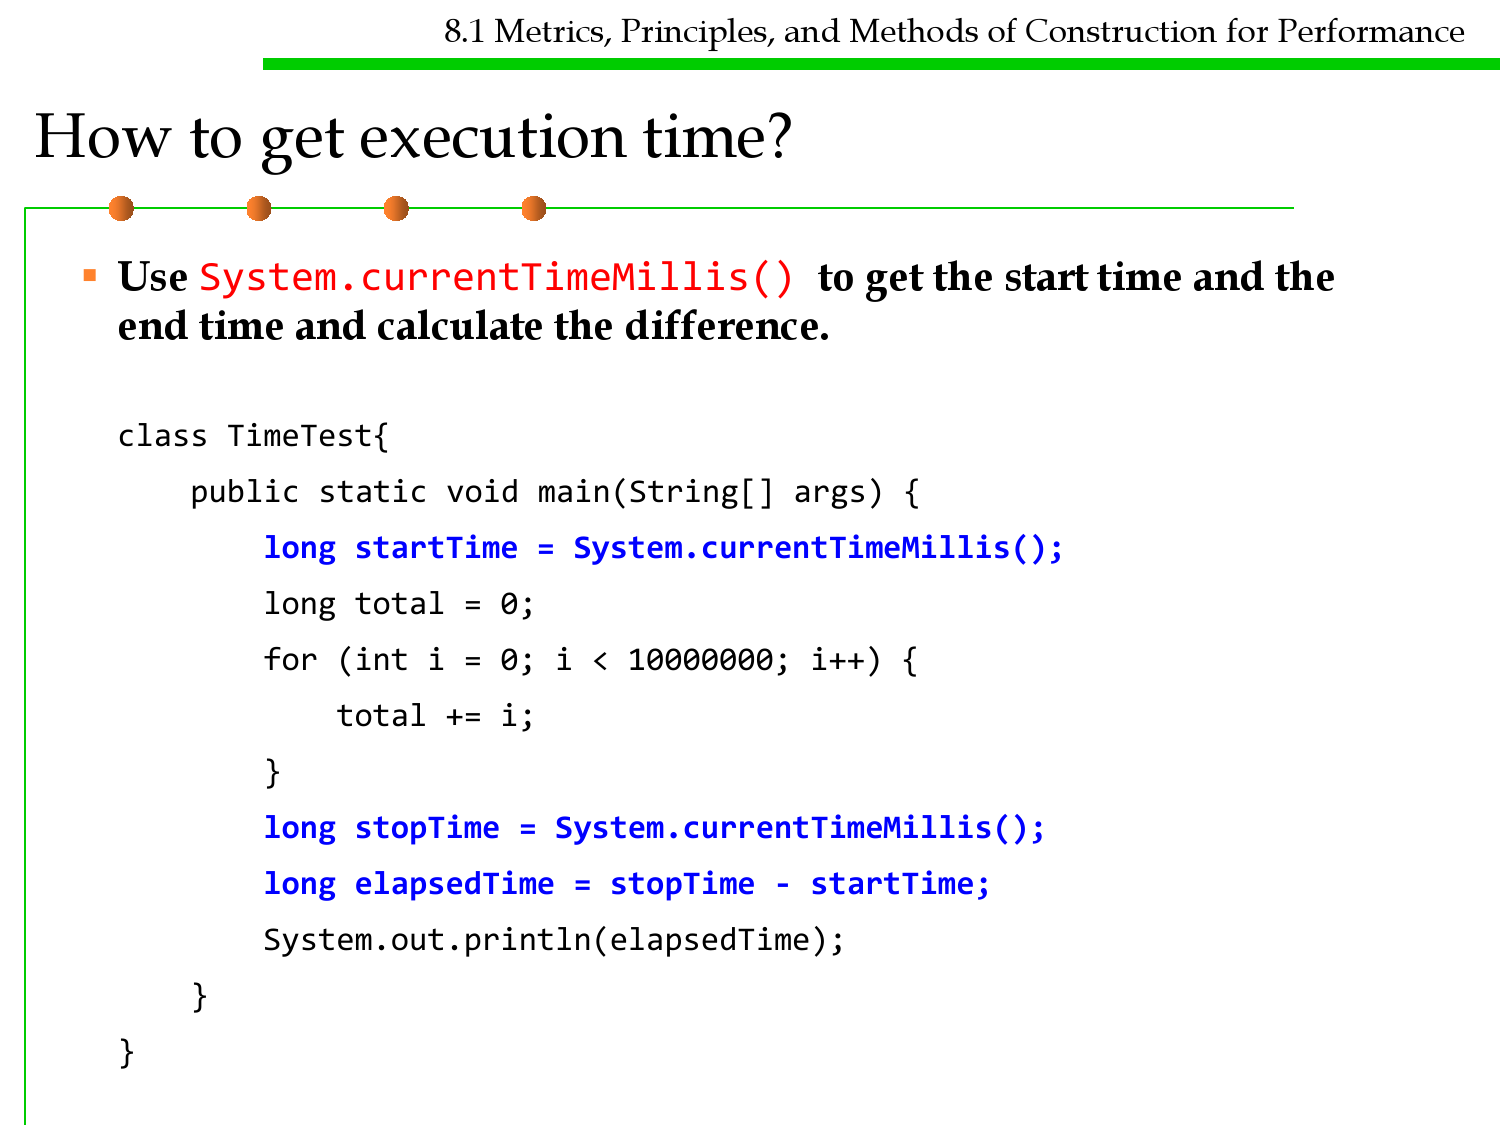 8.1 Metrics, Principles, and Methods of Construction for Performance
How to get execution time?
▪ Use System.currentTimeMillis() to get the start time and the
end time and calculate the difference.
class TimeTest{
    public static void main(String[] args) {
        long startTime = System.currentTimeMillis();
        long total = 0;
        for (int i = 0; i < 10000000; i++) {
            total += i;
        }
        long stopTime = System.currentTimeMillis();
        long elapsedTime = stopTime - startTime;
        System.out.println(elapsedTime);
    }
}